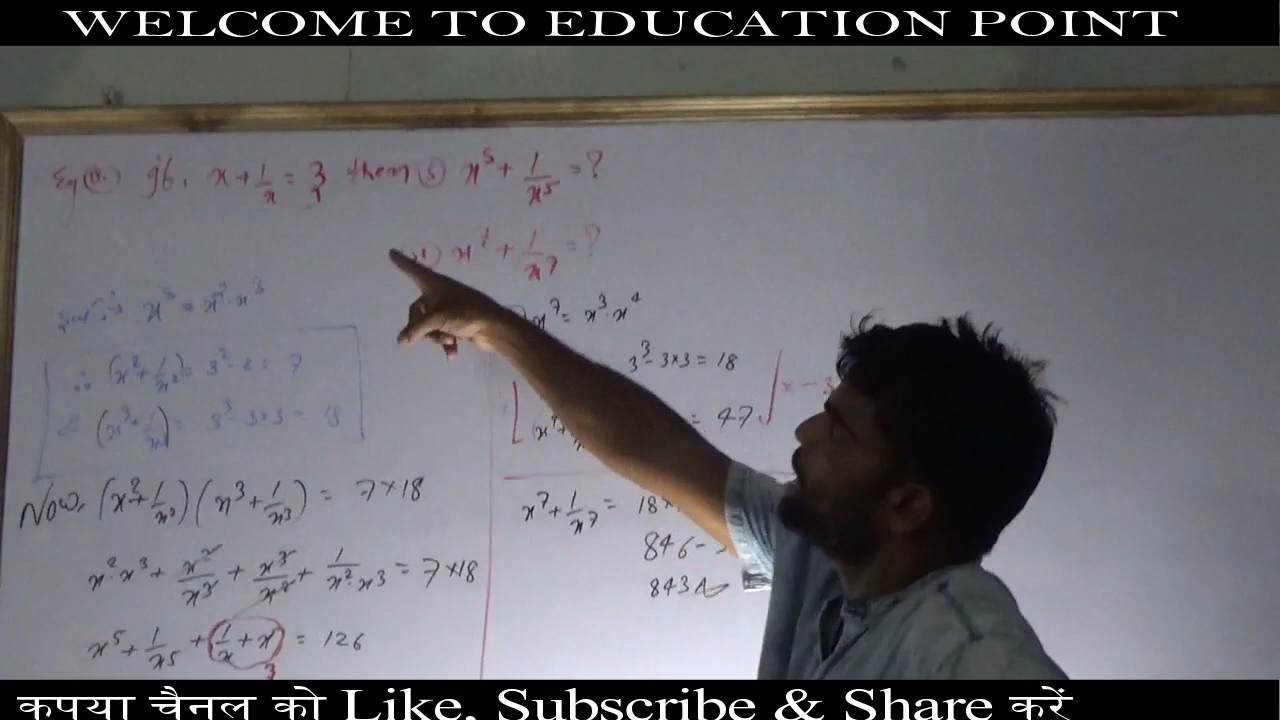 WELCOME TO EDUCATION POINT
x + 1/x = 3 then x⁵ + 1/x⁵ = ?
x⁷ + 1/x⁷ = ?
x⁵ = x²·x³
∴ (x² + 1/x²) = 3² - 2 = 7
(x³ + 1/x³) = 3³ - 3×3 = 18
Now, (x² + 1/x²)(x³ + 1/x³) = 7×18
x²·x³ + x²/x³ + x³/x² + 1/x²·x³ = 7×18
x⁵ + 1/x⁵ + 1/x + x = 126
3
x⁷ = x³·x⁴
3³ - 3×3 = 18
= 47
x⁷ + 1/x⁷ = 18×
846 -
843
कपया चैनल को Like, Subscribe & Share करें